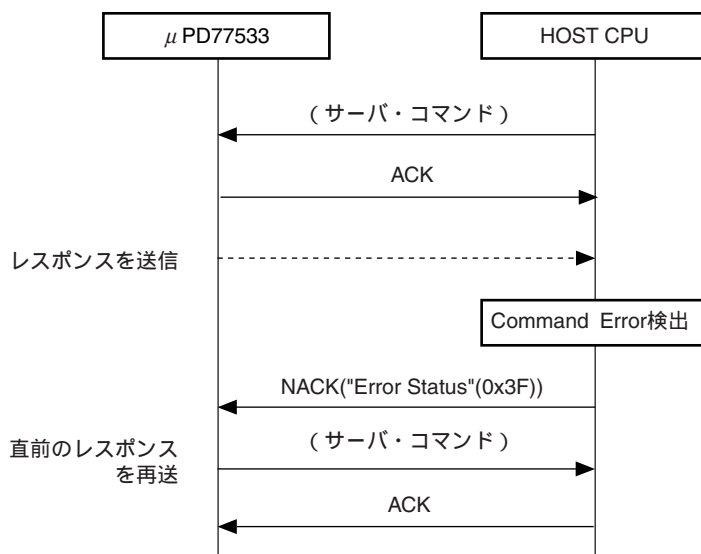 μ PD77533
HOST CPU
(サーバ・コマンド)
ACK
レスポンスを送信
Command Error検出
NACK("Error Status"(0x3F))
直前のレスポンス
を再送
(サーバ・コマンド)
ACK